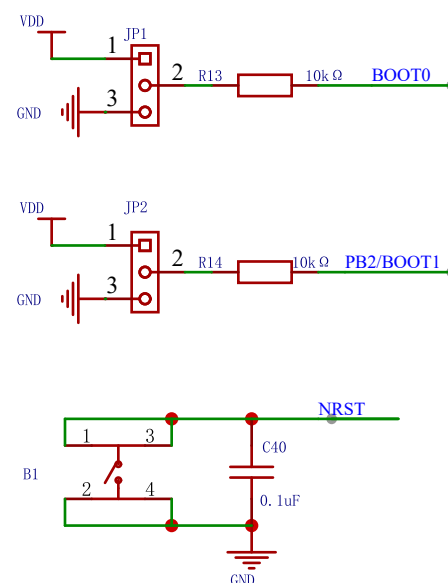 VDD
JP1
1
2
R13
10kΩ
BOOT0
3
GND
VDD
JP2
1
2
R14
10kΩ
PB2/BOOT1
3
GND
NRST
1
3
C40
B1
2
4
0.1uF
GND